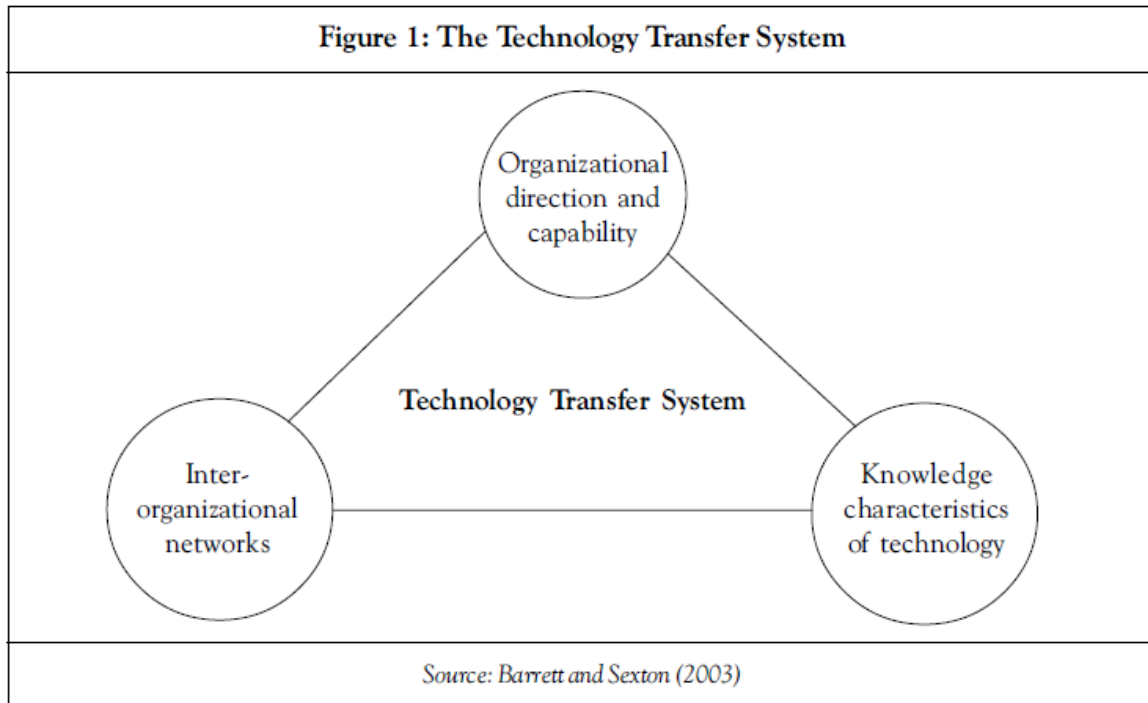 Figure 1: The Technology Transfer System
Organizational
direction and
capability
Technology Transfer System
Inter-
organizational
networks
Knowledge
characteristics
of technology
Source: Barrett and Sexton (2003)